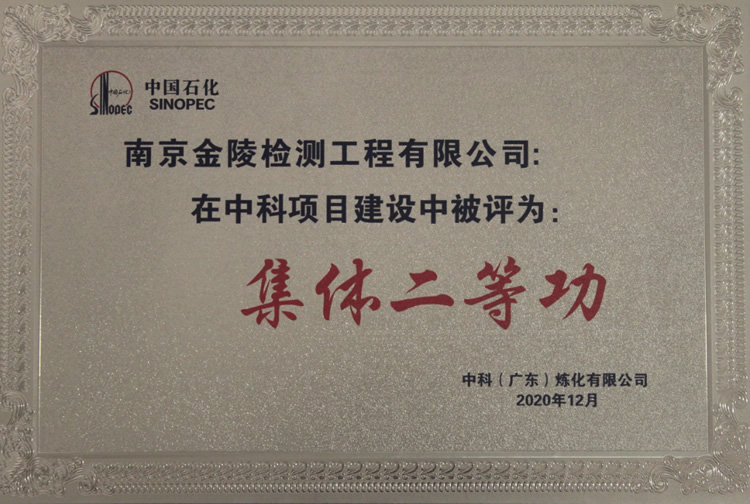 SINOPEC
中国石化
SINOPEC
南京金陵检测工程有限公司:
在中科项目建设中被评为:
集体二等功
中科（广东）炼化有限公司
2020年12月